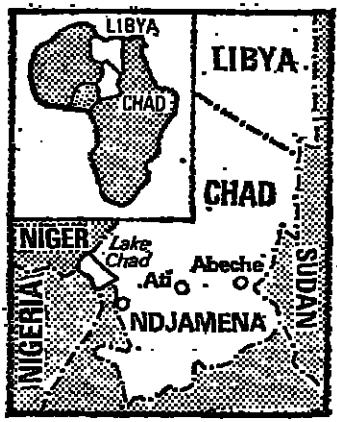 LIBYA
CHAD
LIBYA
CHAD
NIGER
Lake
Chad
Ati
Abeche
NDJAMENA
NIGERIA
SUDAN